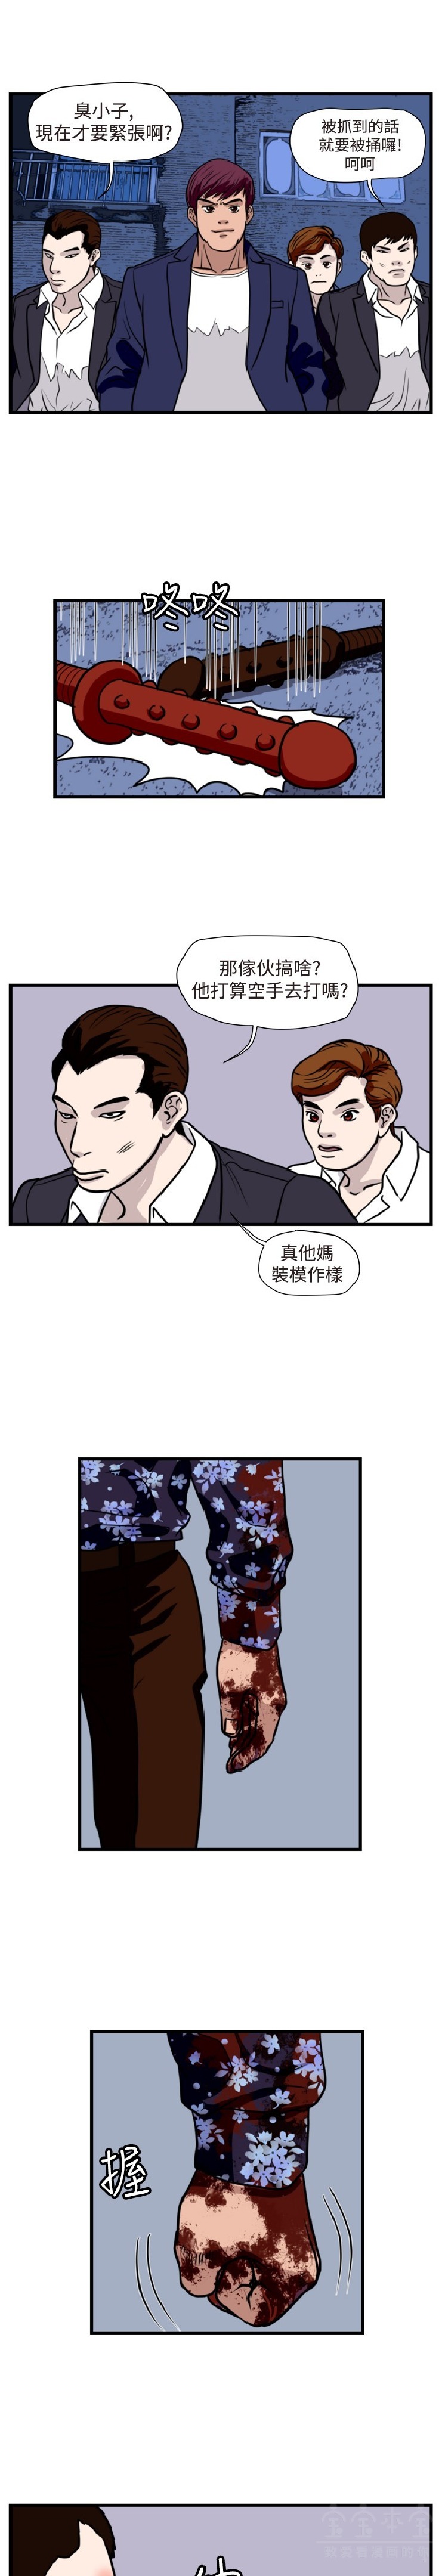 臭小子,
現在才要緊張啊?
被抓到的話
就要被捅囉!
呵呵
咚咚
那傢伙搞啥?
他打算空手去打嗎?
真他媽
裝模作樣
握